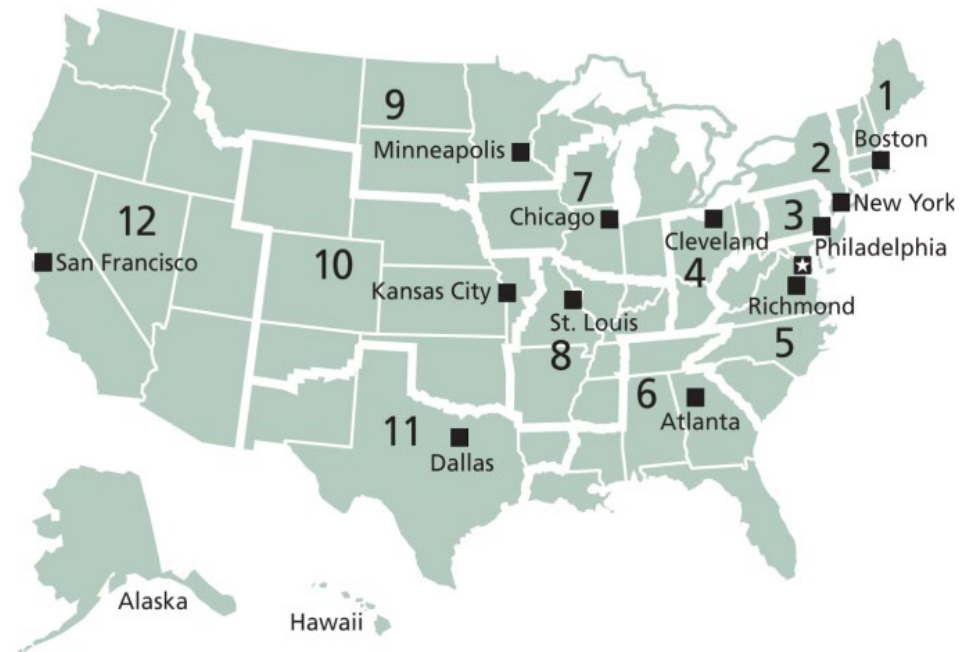 1
Boston
9
2
Minneapolis
7
New York
12
Chicago
3
Cleveland
Philadelphia
San Francisco
10
4
Kansas City
Richmond
St. Louis
5
8
6
Atlanta
11
Dallas
Alaska
Hawaii